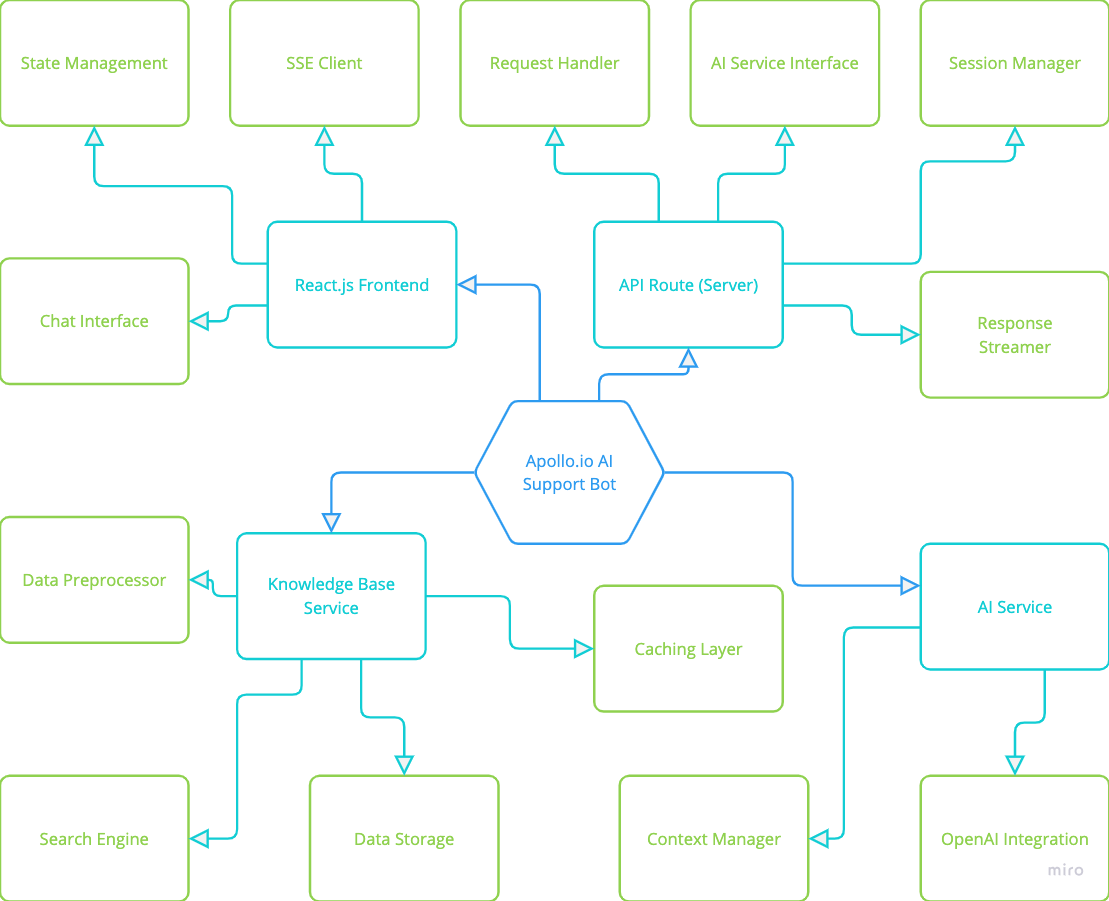 State Management
SSE Client
Request Handler
AI Service Interface
Session Manager
React.js Frontend
API Route (Server)
Chat Interface
Response
Streamer
Apollo.io AI
Support Bot
Data Preprocessor
Knowledge Base
Service
AI Service
Caching Layer
Search Engine
Data Storage
Context Manager
OpenAI Integration
miro